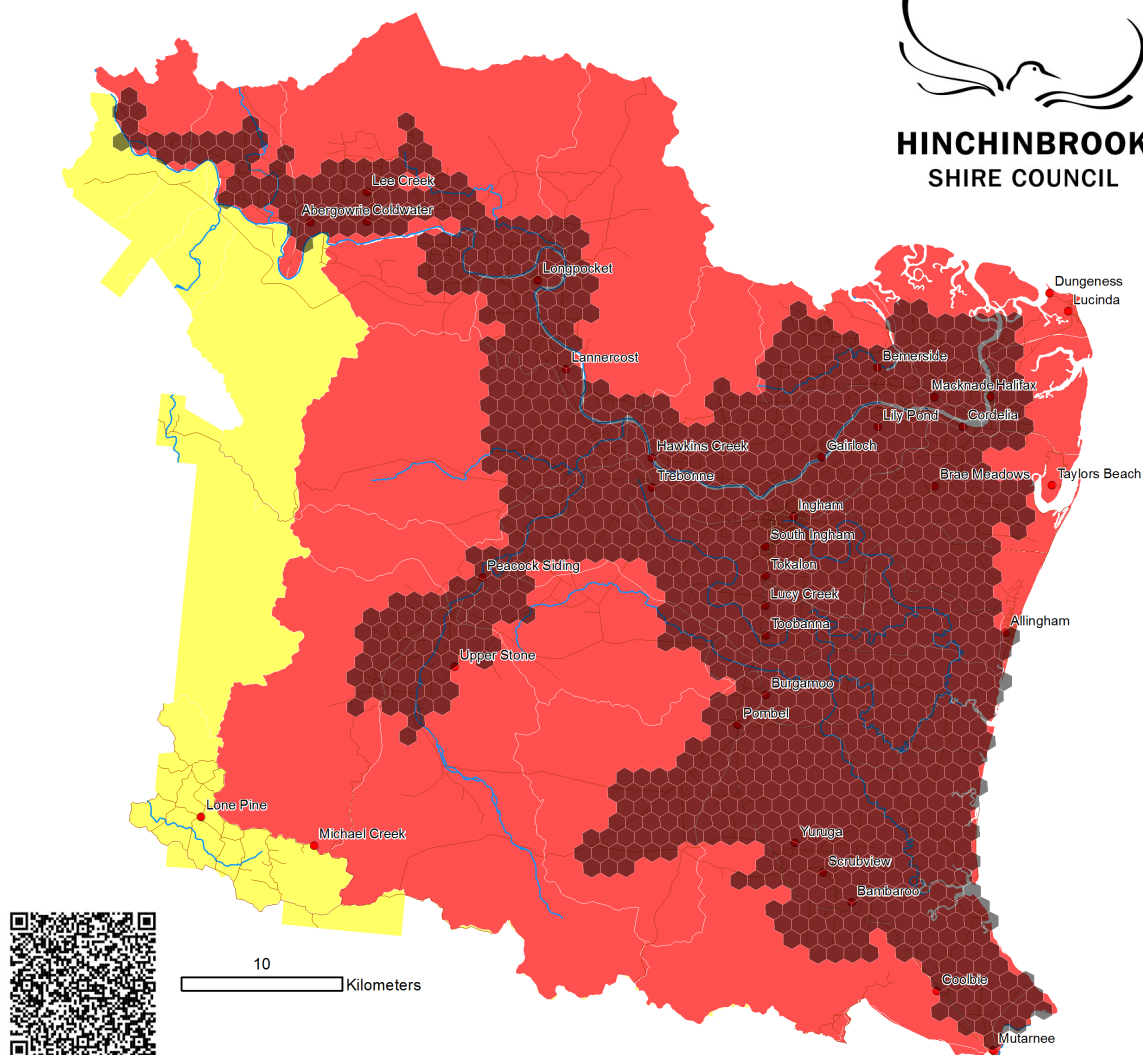 HINCHINBROOK
SHIRE COUNCIL
Lee Creek
Abergowrie Coldwater
Longpocket
Dungeness
Lucinda
Lannercost
Bemerside
Macknade Halifax
Lily Pond
Cordelia
Hawkins Creek
Gairloch
Trebonne
Brae Meadows
Taylors Beach
Ingham
South Ingham
Peacock Siding
Tokalon
Lucy Creek
Toobanna
Allingham
Upper Stone
Burgamoo
Pombel
Lone Pine
Michael Creek
Yuruga
Scrubview
Bambaroo
10
Kilometers
Coolbie
Mutarnee